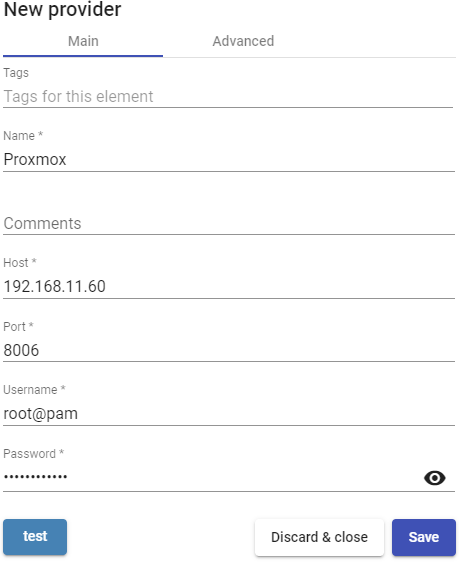 New provider
Main Advanced
Tags
Tags for this element
Name *
Proxmox
Comments
Host *
192.168.11.60
Port *
8006
Username *
root@pam
Password *
••••••••••••
test Discard & close Save